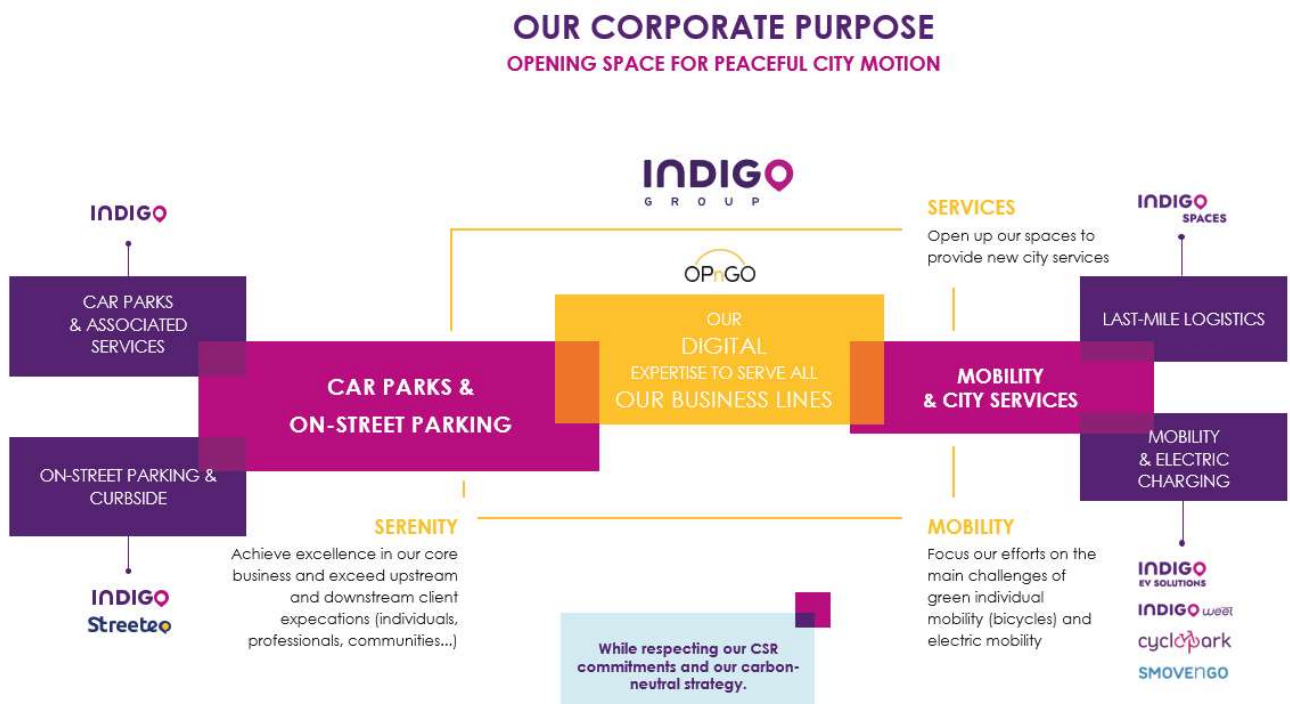 OUR CORPORATE PURPOSE
OPENING SPACE FOR PEACEFUL CITY MOTION
INDIGO
GROUP
INDIGO
CAR PARKS
& ASSOCIATED
SERVICES
ON-STREET PARKING &
CURBSIDE
INDIGO
Streeteo
CAR PARKS &
ON-STREET PARKING
SERENITY
Achieve excellence in our core
business and exceed upstream
and downstream client
expecations (individuals,
professionals, communities...)
OPnGO
OUR
DIGITAL
EXPERTISE TO SERVE ALL
OUR BUSINESS LINES
While respecting our CSR
commitments and our carbon-
neutral strategy.
SERVICES
Open up our spaces to
provide new city services
MOBILITY
& CITY SERVICES
MOBILITY
Focus our efforts on the
main challenges of
green individual
mobility (bicycles) and
electric mobility
INDIGO
SPACES
LAST-MILE LOGISTICS
MOBILITY
& ELECTRIC
CHARGING
INDIGO
EV SOLUTIONS
INDIGO weel
cyclopark
SMOVENGO